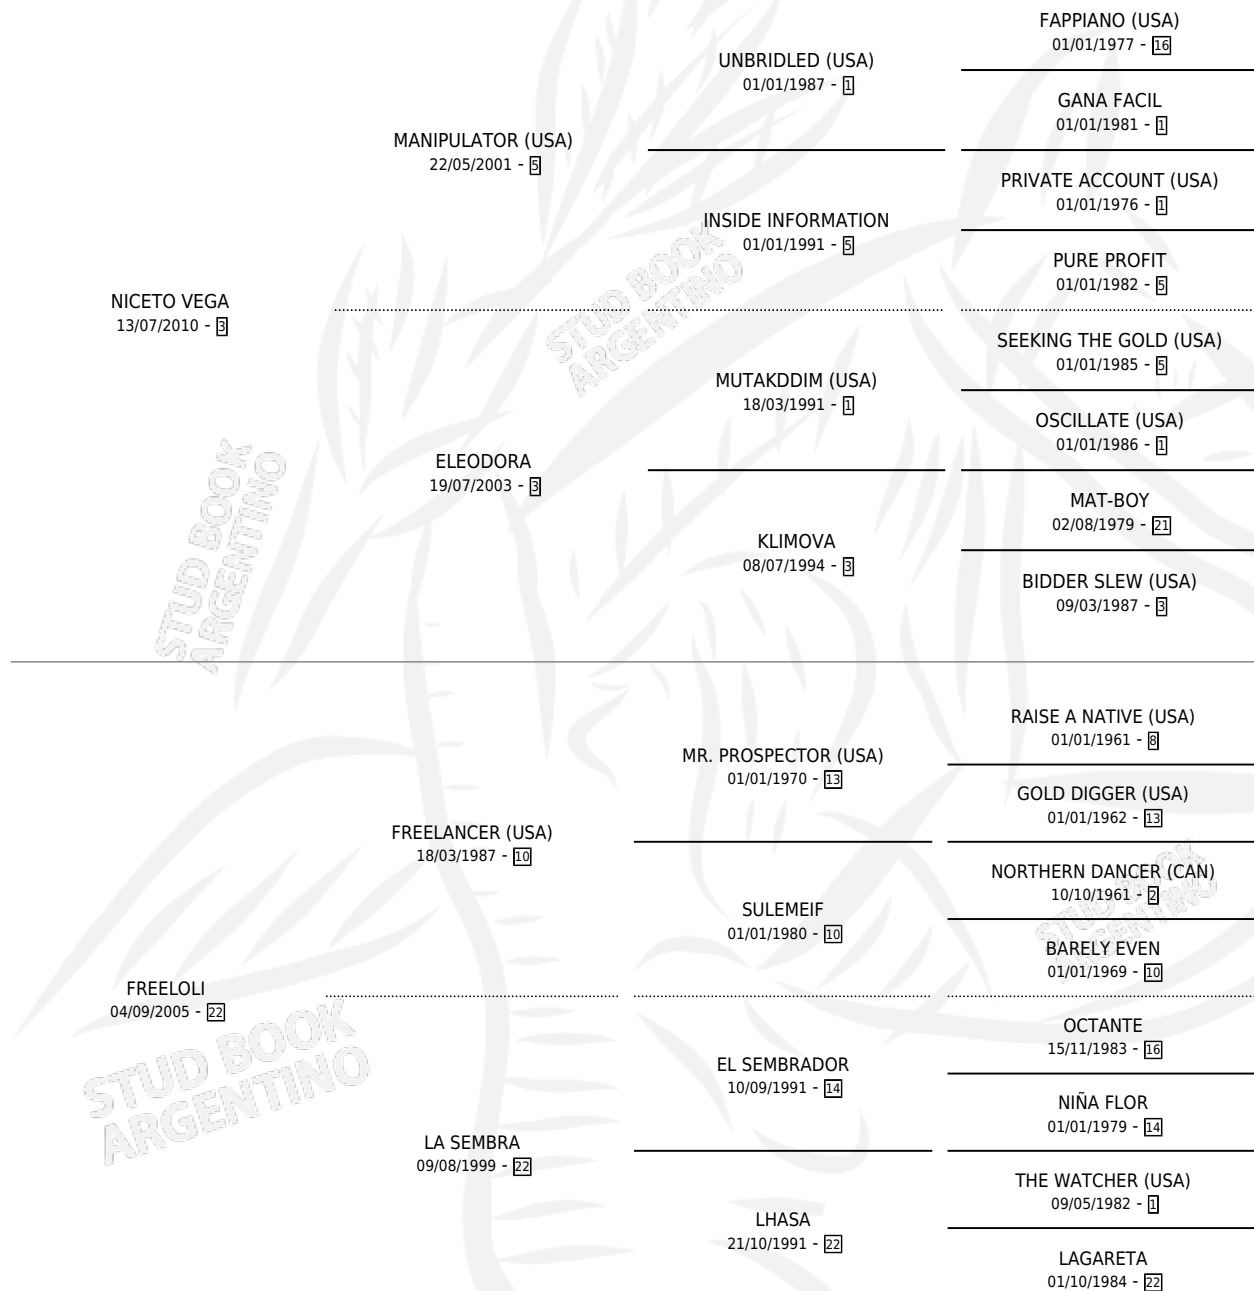 FAPPIANO (USA)
01/01/1977 - 16
UNBRIDLED (USA)
01/01/1987 - 1
GANA FACIL
01/01/1981 - 1
MANIPULATOR (USA)
22/05/2001 - 5
PRIVATE ACCOUNT (USA)
01/01/1976 - 1
INSIDE INFORMATION
01/01/1991 - 5
PURE PROFIT
01/01/1982 - 5
NICETO VEGA
13/07/2010 - 3
SEEKING THE GOLD (USA)
01/01/1985 - 5
MUTAKDDIM (USA)
18/03/1991 - 1
OSCILLATE (USA)
01/01/1986 - 1
ELEODORA
19/07/2003 - 3
MAT-BOY
02/08/1979 - 21
KLIMOVA
08/07/1994 - 3
BIDDER SLEW (USA)
09/03/1987 - 3
STUD BOOK
ARGENTINO
STUD BOOK
ARGENTINO
RAISE A NATIVE (USA)
01/01/1961 - 8
MR. PROSPECTOR (USA)
01/01/1970 - 13
GOLD DIGGER (USA)
01/01/1962 - 13
FREELANCER (USA)
18/03/1987 - 10
NORTHERN DANCER (CAN)
10/10/1961 - 2
SULEMEIF
01/01/1980 - 10
BARELY EVEN
01/01/1969 - 10
FREELOLI
04/09/2005 - 22
OCTANTE
15/11/1983 - 16
EL SEMBRADOR
10/09/1991 - 14
NIÑA FLOR
01/01/1979 - 14
LA SEMBRA
09/08/1999 - 22
THE WATCHER (USA)
09/05/1982 - 1
LHASA
21/10/1991 - 22
LAGARETA
01/10/1984 - 22
STUD BOOK
ARGENTINO
STUD BOOK
ARGENTINO